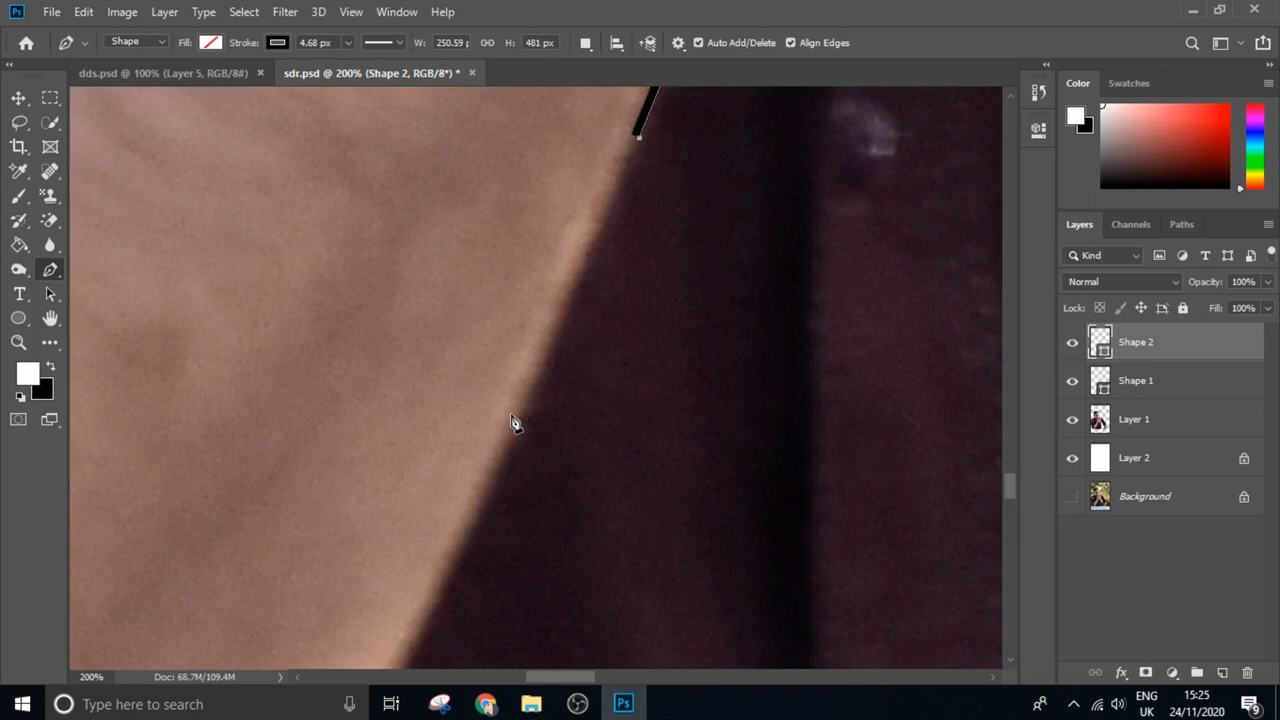 Ps File Edit Image Layer Type Select Filter 3D View Window Help
Shape Fill: Stroke: 4.68 px W: 250.59 p H: 481 px Auto Add/Delete Align Edges
dds.psd @ 100% (Layer 5, RGB/8#) × sdr.psd @ 200% (Shape 2, RGB/8*) * ×
Color Swatches
Layers Channels Paths
Kind
Normal Opacity: 100%
Lock: Fill: 100%
Shape 2
Shape 1
Layer 1
Layer 2
Background
200% Doc: 68.7M/109.4M
Type here to search
Ps
ENG
UK
15:25
24/11/2020
9